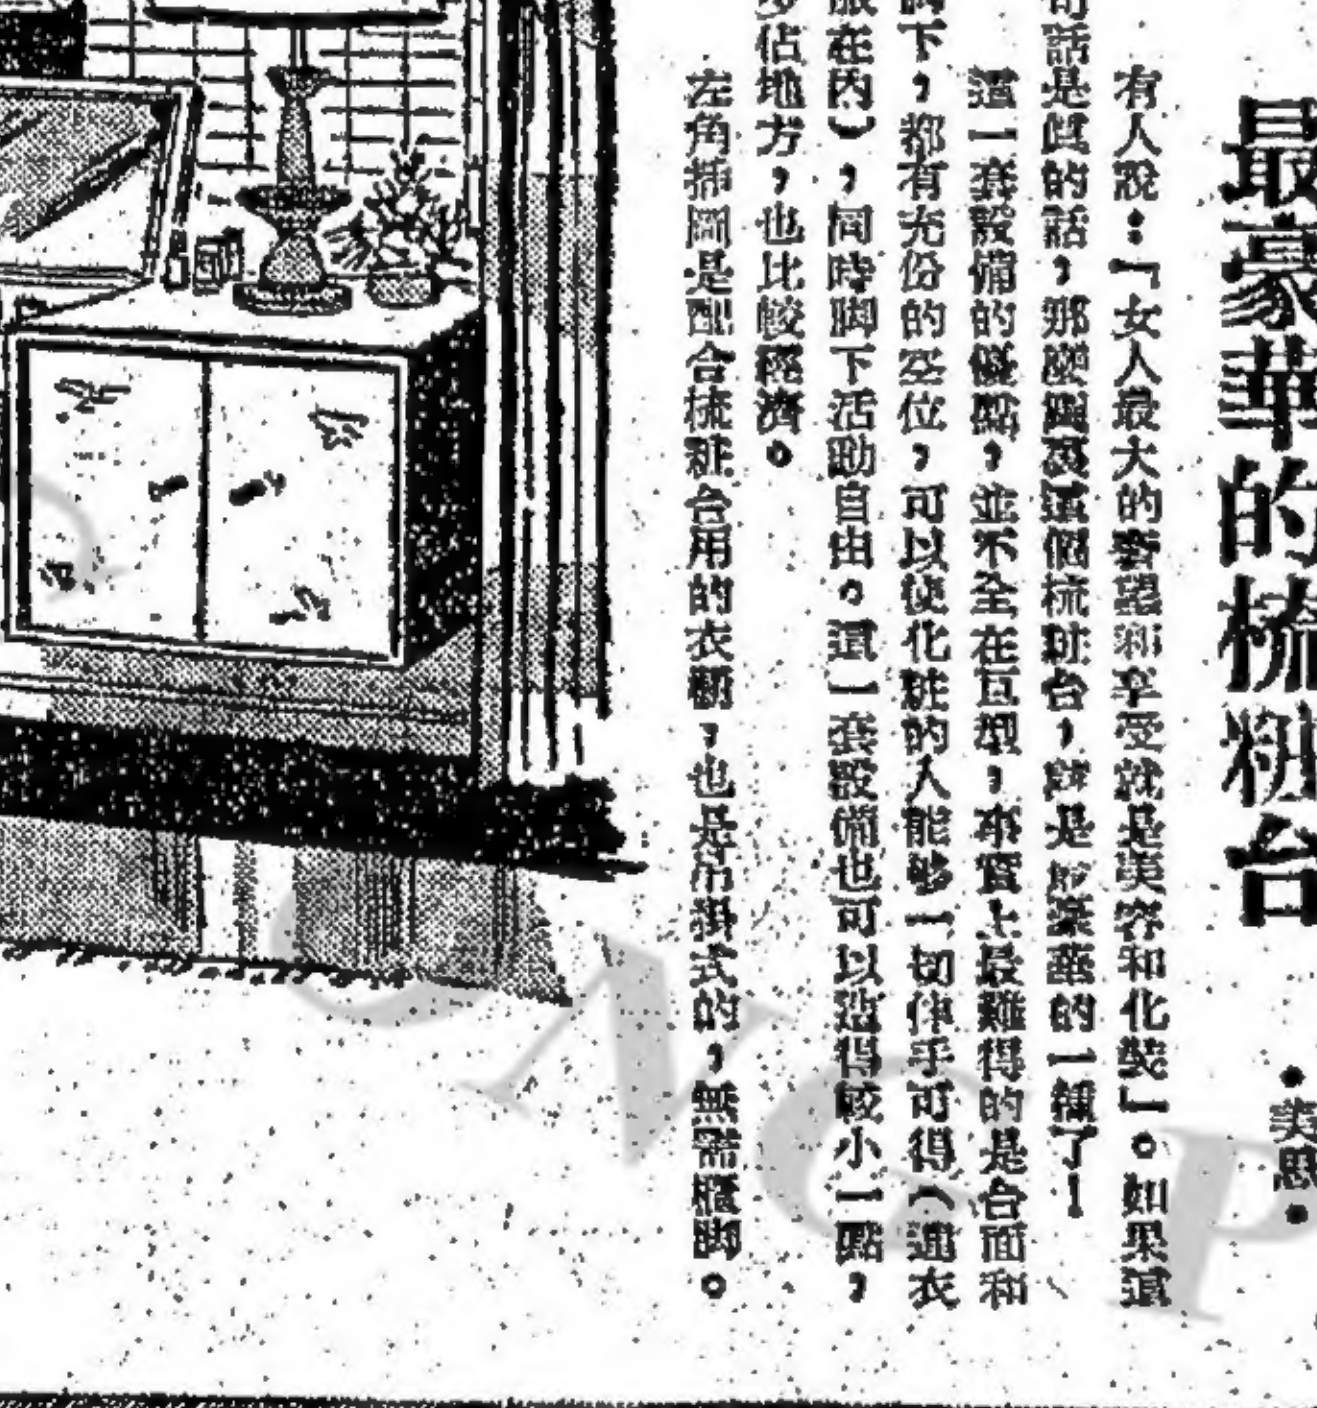 最豪華的梳粧台
•美思•
有人說：「女人最大的奢望和享受就是美容和化裝」。如果這
句話是眞的話，那麼擁有這個梳粧台，該是豪華的一種了！
這一套設備的優點，並不全在巨型，事實上最難得的是台面和
脚下，都有充份的空位，可以使化粧的人能够一切伸手可得（連衣
服在內），同時脚下活動自由。這一套設備也可以造得較小一點，
佔地方，也比較經濟。
左角插圖是配合梳粧台用的衣櫥，也是吊掛式的，無需櫃脚。